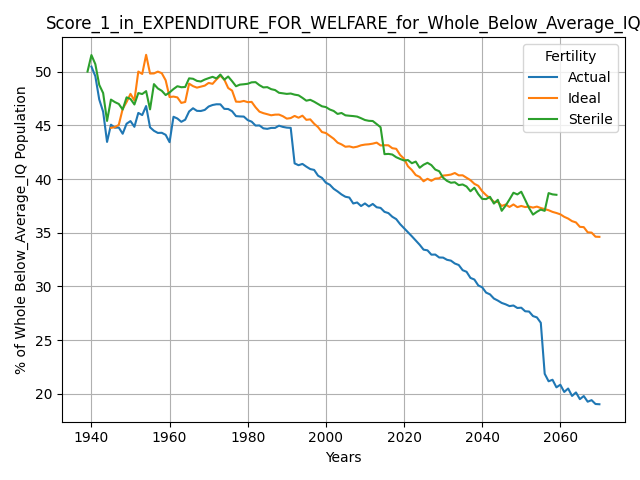 Score_1_in_EXPENDITURE_FOR_WELFARE_for_Whole_Below_Average_IQ
% of Whole Below_Average_IQ Population
50
45
40
35
30
25
20
Fertility
Actual
Ideal
Sterile
1940 1960 1980 2000 2020 2040 2060
Years